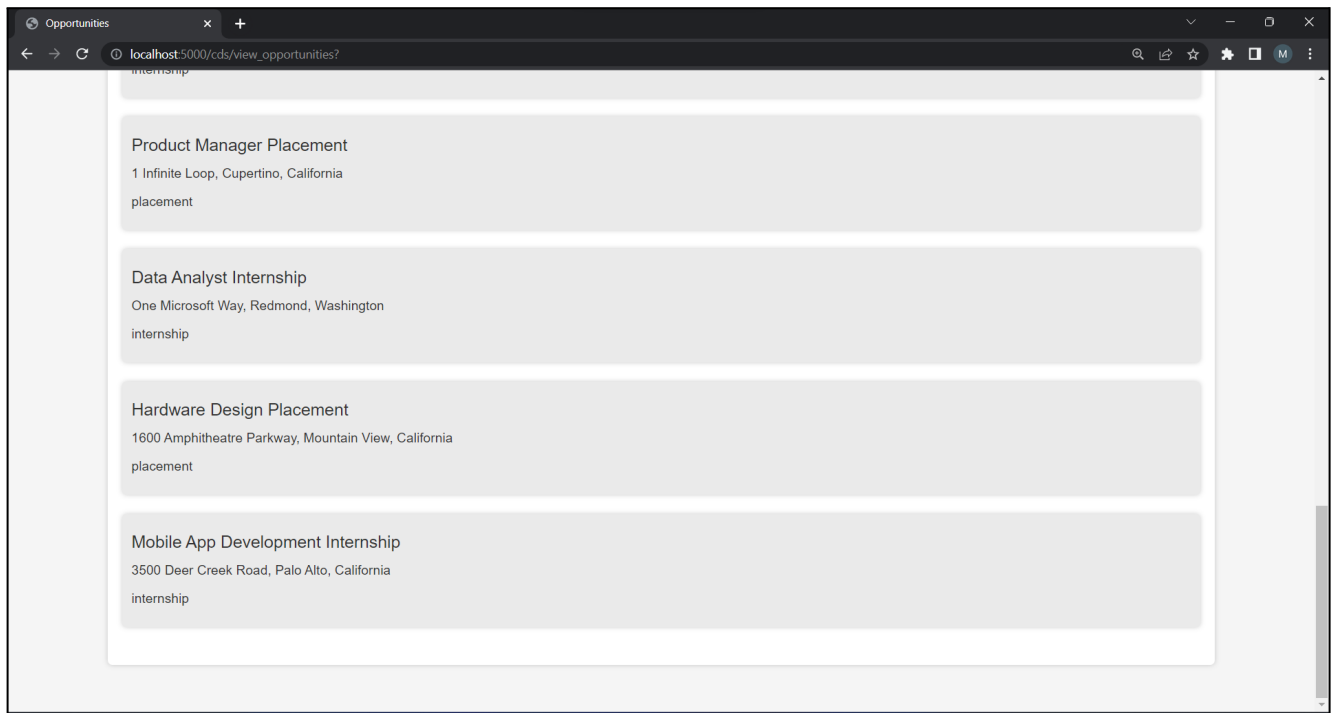 Opportunities
localhost:5000/cds/view_opportunities?
M
internship
Product Manager Placement
1 Infinite Loop, Cupertino, California
placement
Data Analyst Internship
One Microsoft Way, Redmond, Washington
internship
Hardware Design Placement
1600 Amphitheatre Parkway, Mountain View, California
placement
Mobile App Development Internship
3500 Deer Creek Road, Palo Alto, California
internship